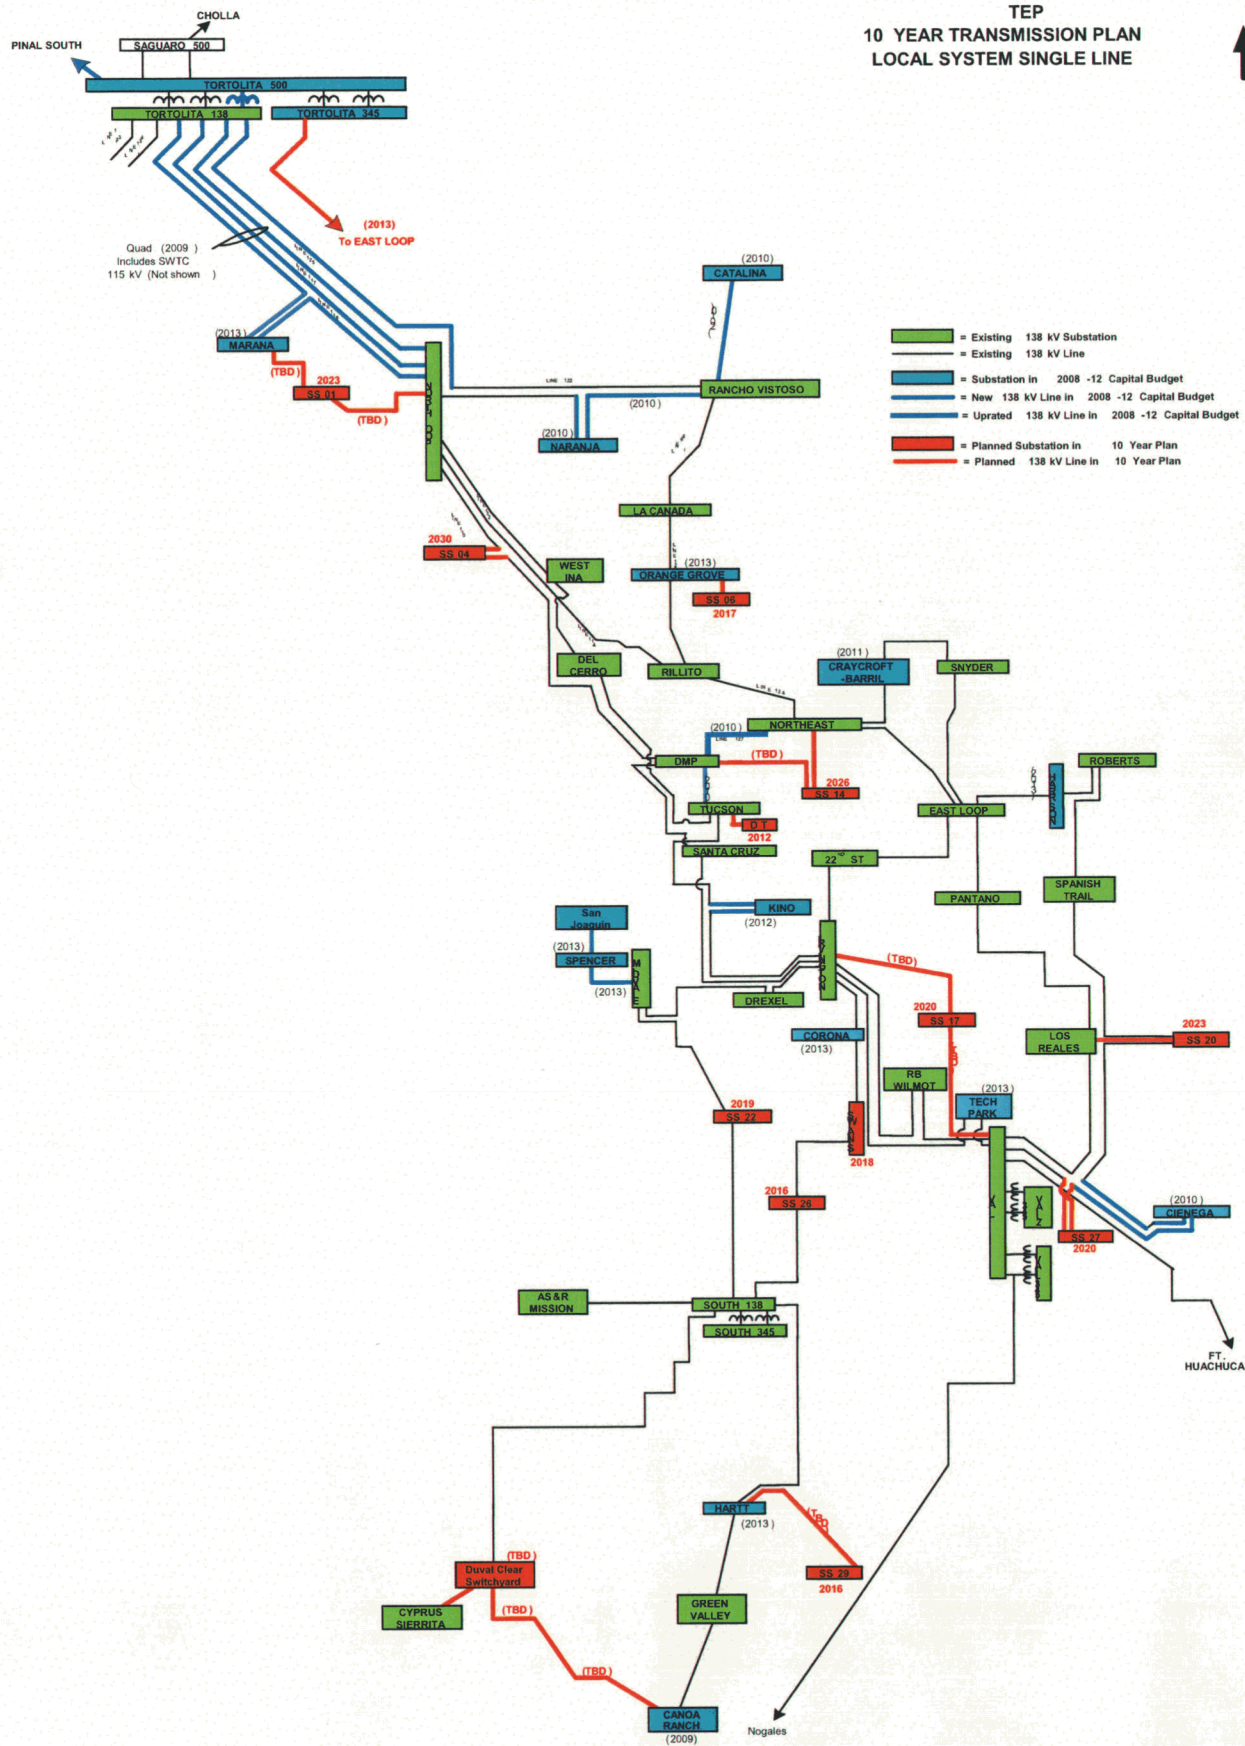 TEP
10 YEAR TRANSMISSION PLAN
LOCAL SYSTEM SINGLE LINE
CHOLLA
PINAL SOUTH
SAGUARO 500
TORTOLITA 500
TORTOLITA 138
TORTOLITA 345
(2013)
To EAST LOOP
Quad (2009 )
Includes SWTC
115 kV (Not shown )
(2010)
CATALINA
(2013)
MARANA
(TBD)
2023
SS 01
(TBD)
LINE 122
RANCHO VISTOSO
(2010)
(2010)
NARANJA
= Existing 138 kV Substation
= Existing 138 kV Line
= Substation in 2008 -12 Capital Budget
= New 138 kV Line in 2008 -12 Capital Budget
= Uprated 138 kV Line in 2008 -12 Capital Budget
= Planned Substation in 10 Year Plan
= Planned 138 kV Line in 10 Year Plan
LA CANADA
2030
SS 04
WEST
INA
(2013)
ORANGE GROVE
SS 06
2017
DEL
CERRO
RILLITO
(2011)
CRAYCROFT
-BARRIL
SNYDER
(2010)
NORTHEAST
DMP
(TBD)
2026
SS 14
ROBERTS
TUCSON
D T
2012
EAST LOOP
SANTA CRUZ
22 ND ST
PANTANO
SPANISH
TRAIL
San
Joaquin
KINO
(2012)
(2013)
SPENCER
(2013)
(TBD)
DREXEL
2020
SS 17
CORONA
(2013)
LOS
REALES
2023
SS 20
RB
WILMOT
(2013)
TECH
PARK
2019
SS 22
2018
2016
SS 26
(2010)
CIENEGA
SS 27
2020
AS&R
MISSION
SOUTH 138
SOUTH 345
FT.
HUACHUCA
HARTT
(2013 )
SS 29
2016
(TBD)
Duval Clear
Switchyard
(TBD)
CYPRUS
SIERRITA
GREEN
VALLEY
(TBD)
CANOA
RANCH
(2009)
Nogales